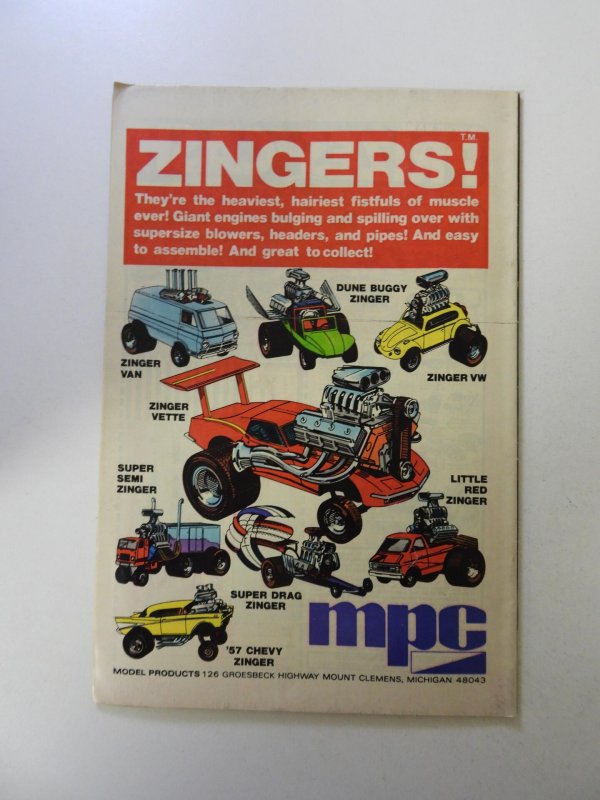 ZINGERS!
T.M.
They're the heaviest, hairiest fistfuls of muscle
ever! Giant engines bulging and spilling over with
supersize blowers, headers, and pipes! And easy
to assemble! And great to collect!
DUNE BUGGY
ZINGER
ZINGER
VAN
ZINGER VW
ZINGER
VETTE
SUPER
SEMI
ZINGER
LITTLE
RED
ZINGER
SUPER DRAG
ZINGER
'57 CHEVY
ZINGER
mpc
MODEL PRODUCTS 126 GROESBECK HIGHWAY MOUNT CLEMENS, MICHIGAN 48043